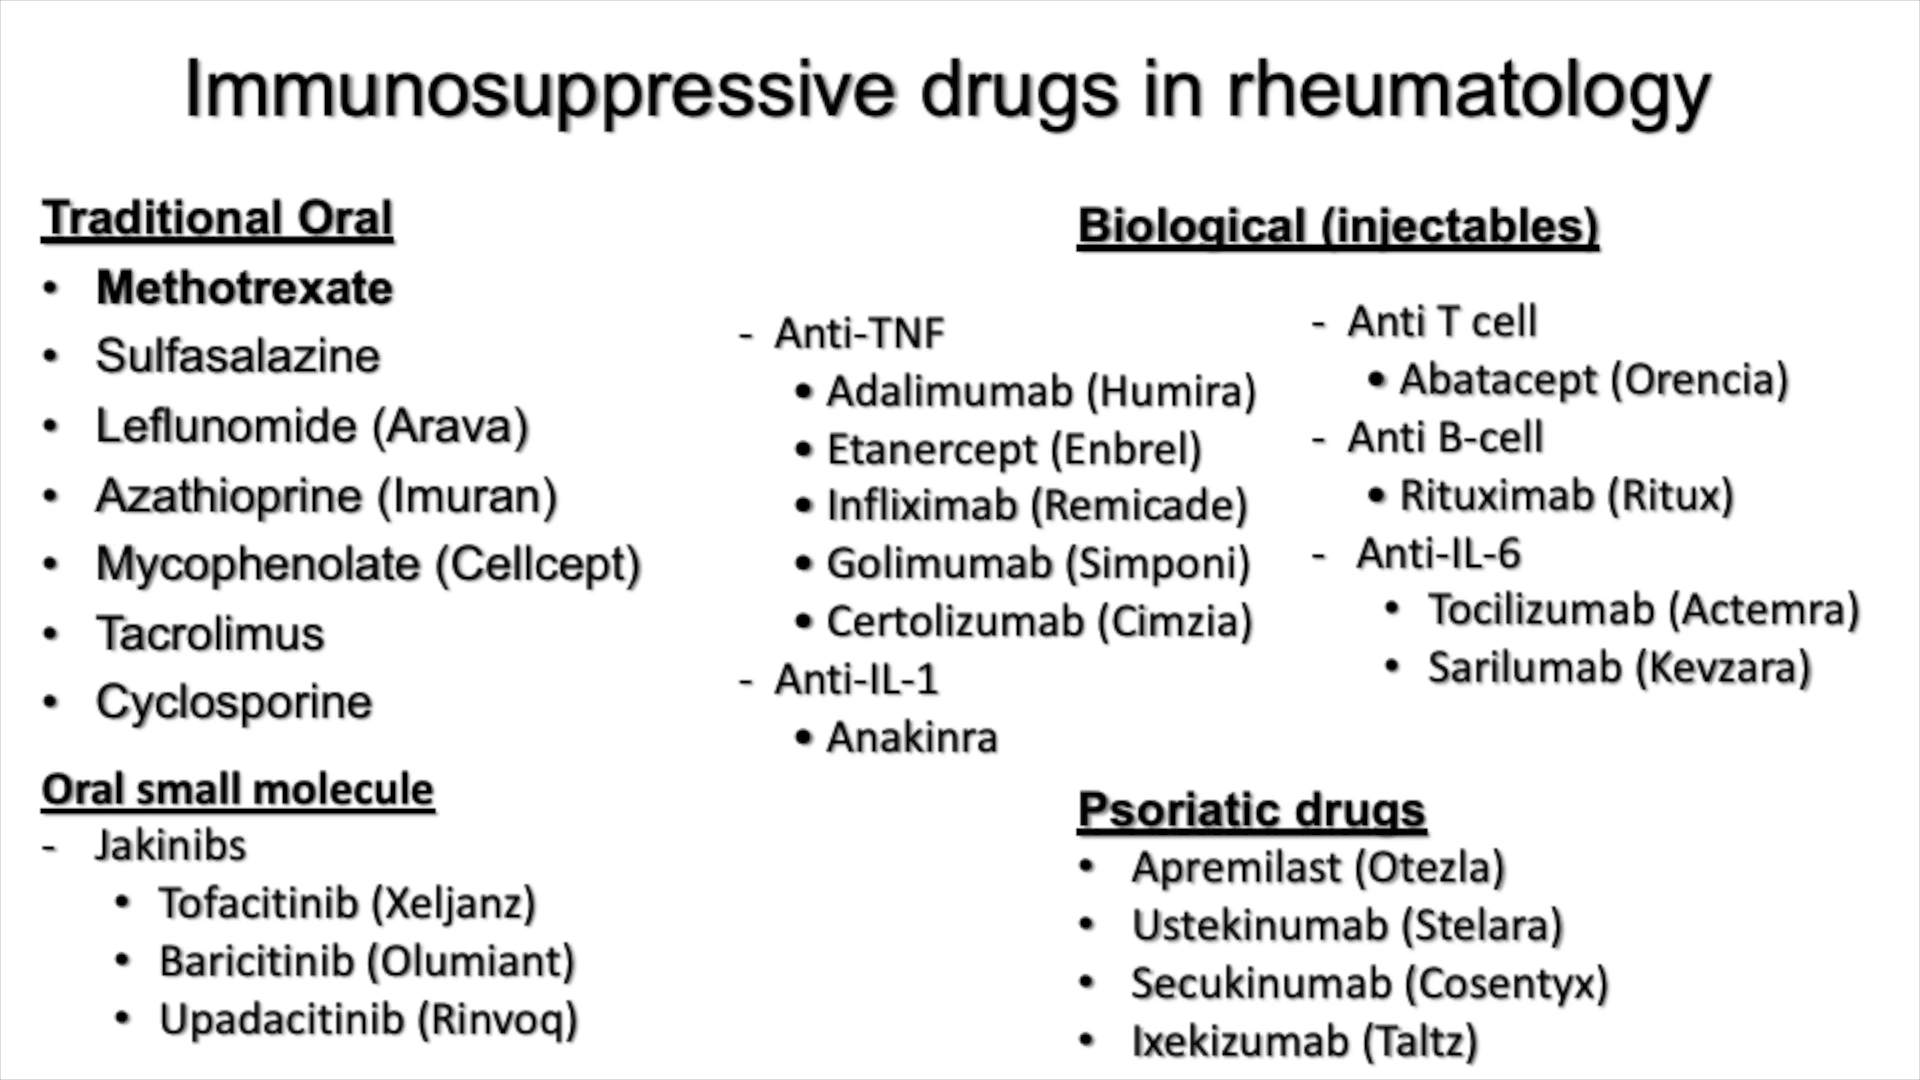 Immunosuppressive drugs in rheumatology
Traditional Oral
• Methotrexate
• Sulfasalazine
• Leflunomide (Arava)
• Azathioprine (Imuran)
• Mycophenolate (Cellcept)
• Tacrolimus
• Cyclosporine
Oral small molecule
- Jakinibs
• Tofacitinib (Xeljanz)
• Baricitinib (Olumiant)
• Upadacitinib (Rinvoq)
Biological (injectables)
- Anti-TNF
• Adalimumab (Humira)
• Etanercept (Enbrel)
• Infliximab (Remicade)
• Golimumab (Simponi)
• Certolizumab (Cimzia)
- Anti-IL-1
• Anakinra
- Anti T cell
• Abatacept (Orencia)
- Anti B-cell
• Rituximab (Ritux)
- Anti-IL-6
• Tocilizumab (Actemra)
• Sarilumab (Kevzara)
Psoriatic drugs
• Apremilast (Otezla)
• Ustekinumab (Stelara)
• Secukinumab (Cosentyx)
• Ixekizumab (Taltz)